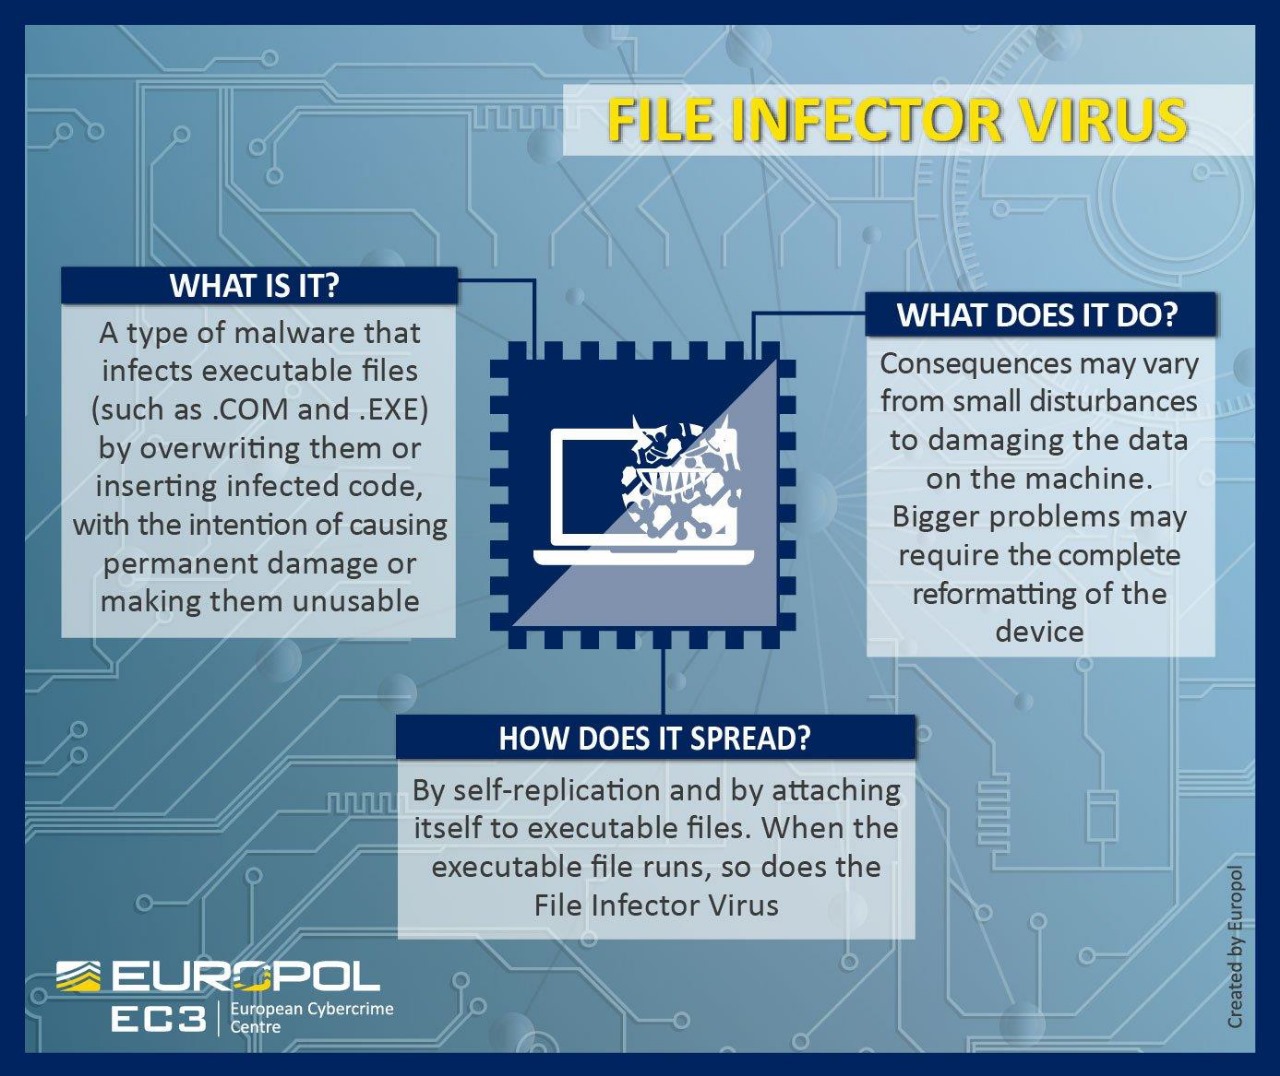 FILE INFECTOR VIRUS
WHAT IS IT?
A type of malware that
infects executable files
(such as .COM and .EXE)
by overwriting them or
inserting infected code,
with the intention of causing
permanent damage or
making them unusable
WHAT DOES IT DO?
Consequences may vary
from small disturbances
to damaging the data
on the machine.
Bigger problems may
require the complete
reformatting of the
device
HOW DOES IT SPREAD?
By self-replication and by attaching
itself to executable files. When the
executable file runs, so does the
File Infector Virus
EUROPOL
EC3
European Cybercrime
Centre
Created by Europol